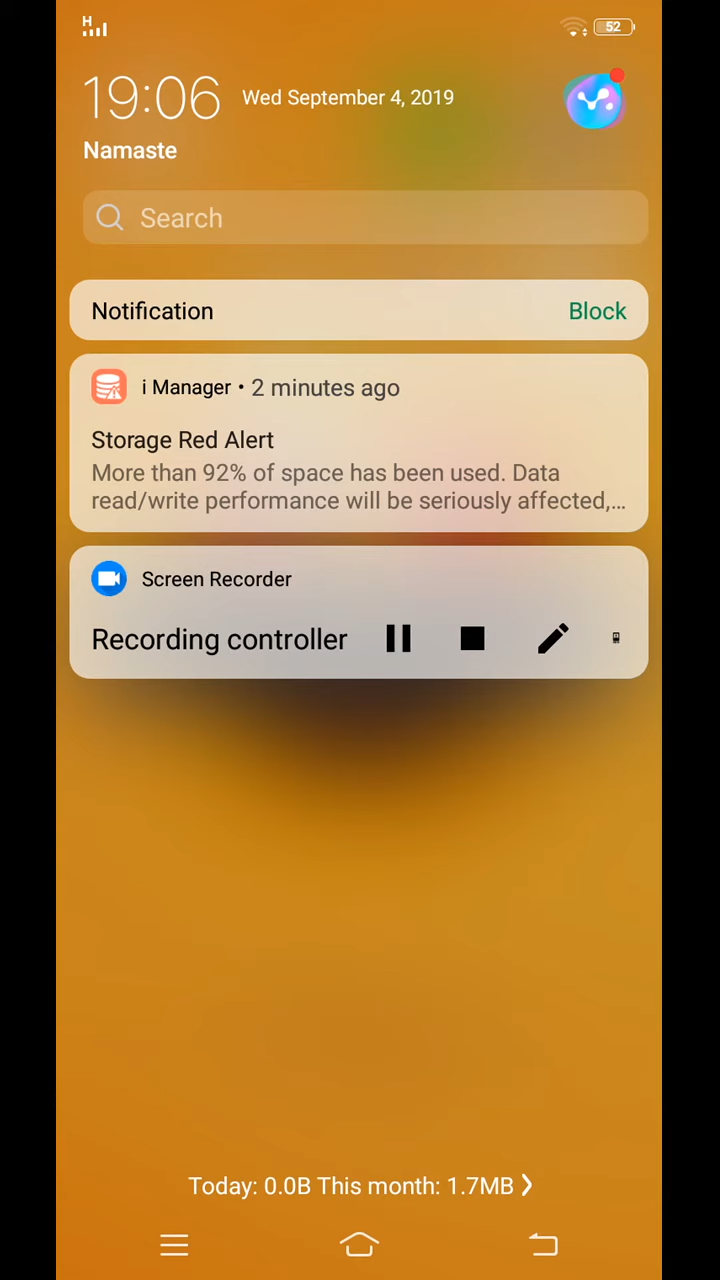 H
52
19:06 Wed September 4, 2019
Namaste
Search
Notification Block
i Manager • 2 minutes ago
Storage Red Alert
More than 92% of space has been used. Data
read/write performance will be seriously affected,...
Screen Recorder
Recording controller
Today: 0.0B This month: 1.7MB